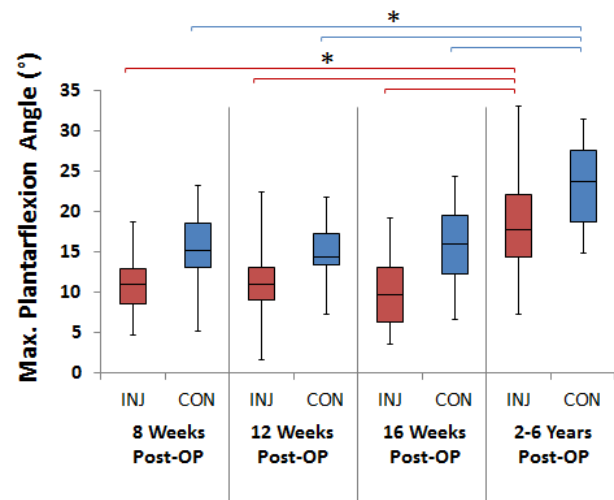 *
*
Max. Plantarflexion Angle (°)
35
30
25
20
15
10
5
0
INJ CON INJ CON INJ CON INJ CON
8 Weeks 12 Weeks 16 Weeks 2-6 Years
Post-OP Post-OP Post-OP Post-OP